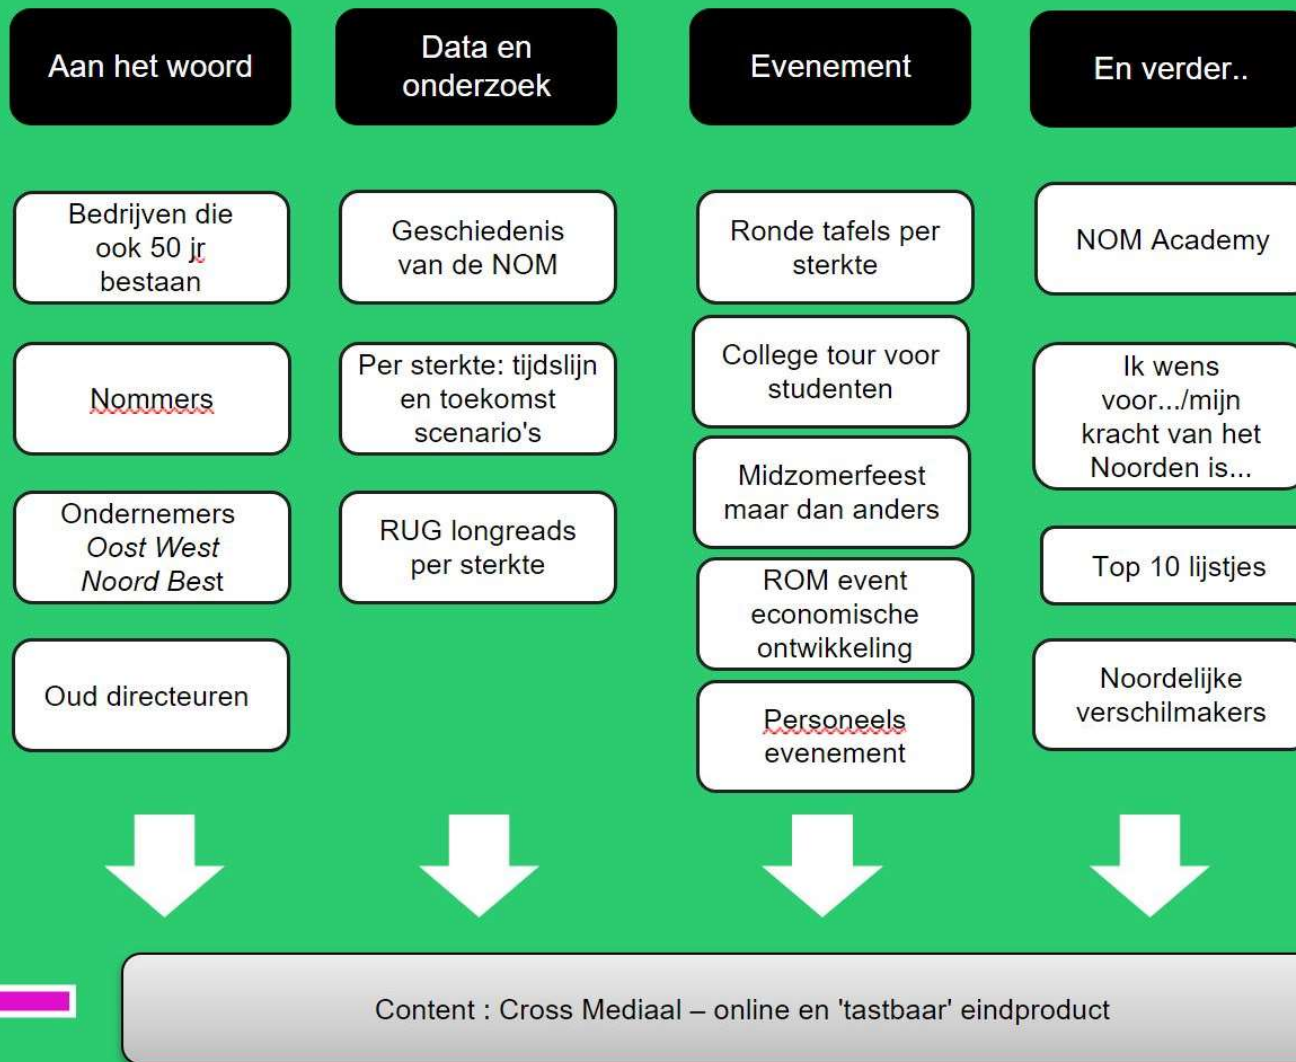 Aan het woord
Data en
onderzoek
Evenement
En verder..
Bedrijven die
ook 50 jr
bestaan
Nommers
Ondernemers
Oost West
Noord Best
Oud directeuren
Geschiedenis
van de NOM
Per sterkte: tijdslijn
en toekomst
scenario's
RUG longreads
per sterkte
Ronde tafels per
sterkte
College tour voor
studenten
Midzomerfeest
maar dan anders
ROM event
economische
ontwikkeling
Personeels
evenement
NOM Academy
Ik wens
voor.../mijn
kracht van het
Noorden is...
Top 10 lijstjes
Noordelijke
verschilmakers
Content : Cross Mediaal – online en 'tastbaar' eindproduct